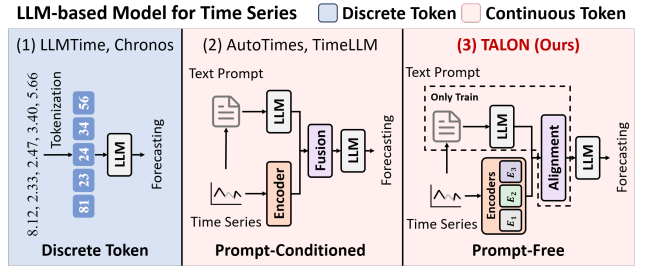 LLM-based Model for Time Series
Discrete Token
Continuous Token
(1) LLMTime, Chronos
8.12, 2.33, 2.47, 3.40, 5.66
Tokenization
81 23 24 34 56
LLM
Forecasting
Discrete Token
(2) AutoTimes, TimeLLM
Text Prompt
LLM
Encoder
Fusion
LLM
Forecasting
Time Series
Prompt-Conditioned
(3) TALON (Ours)
Text Prompt
Only Train
LLM
Encoders
E3
E2
E1
Alignment
LLM
Forecasting
Time Series
Prompt-Free